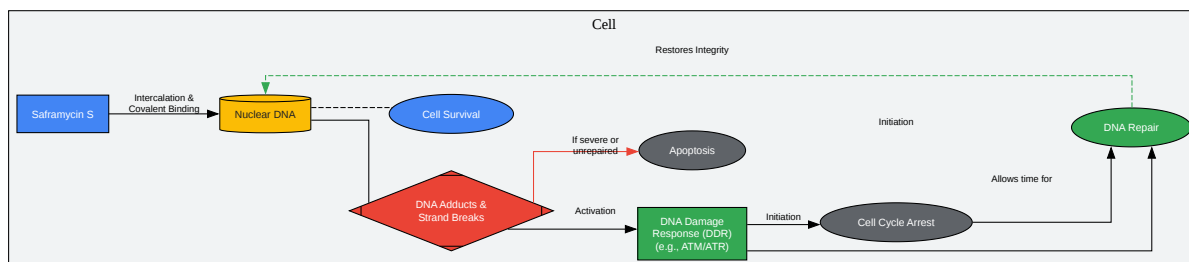 Cell
Restores Integrity
Saframycin S
Intercalation &
Covalent Binding
Nuclear DNA
Cell Survival
Initiation
DNA Repair
If severe or
unrepaired
Apoptosis
Allows time for
DNA Adducts &
Strand Breaks
Activation
DNA Damage
Response (DDR)
(e.g., ATM/ATR)
Initiation
Cell Cycle Arrest